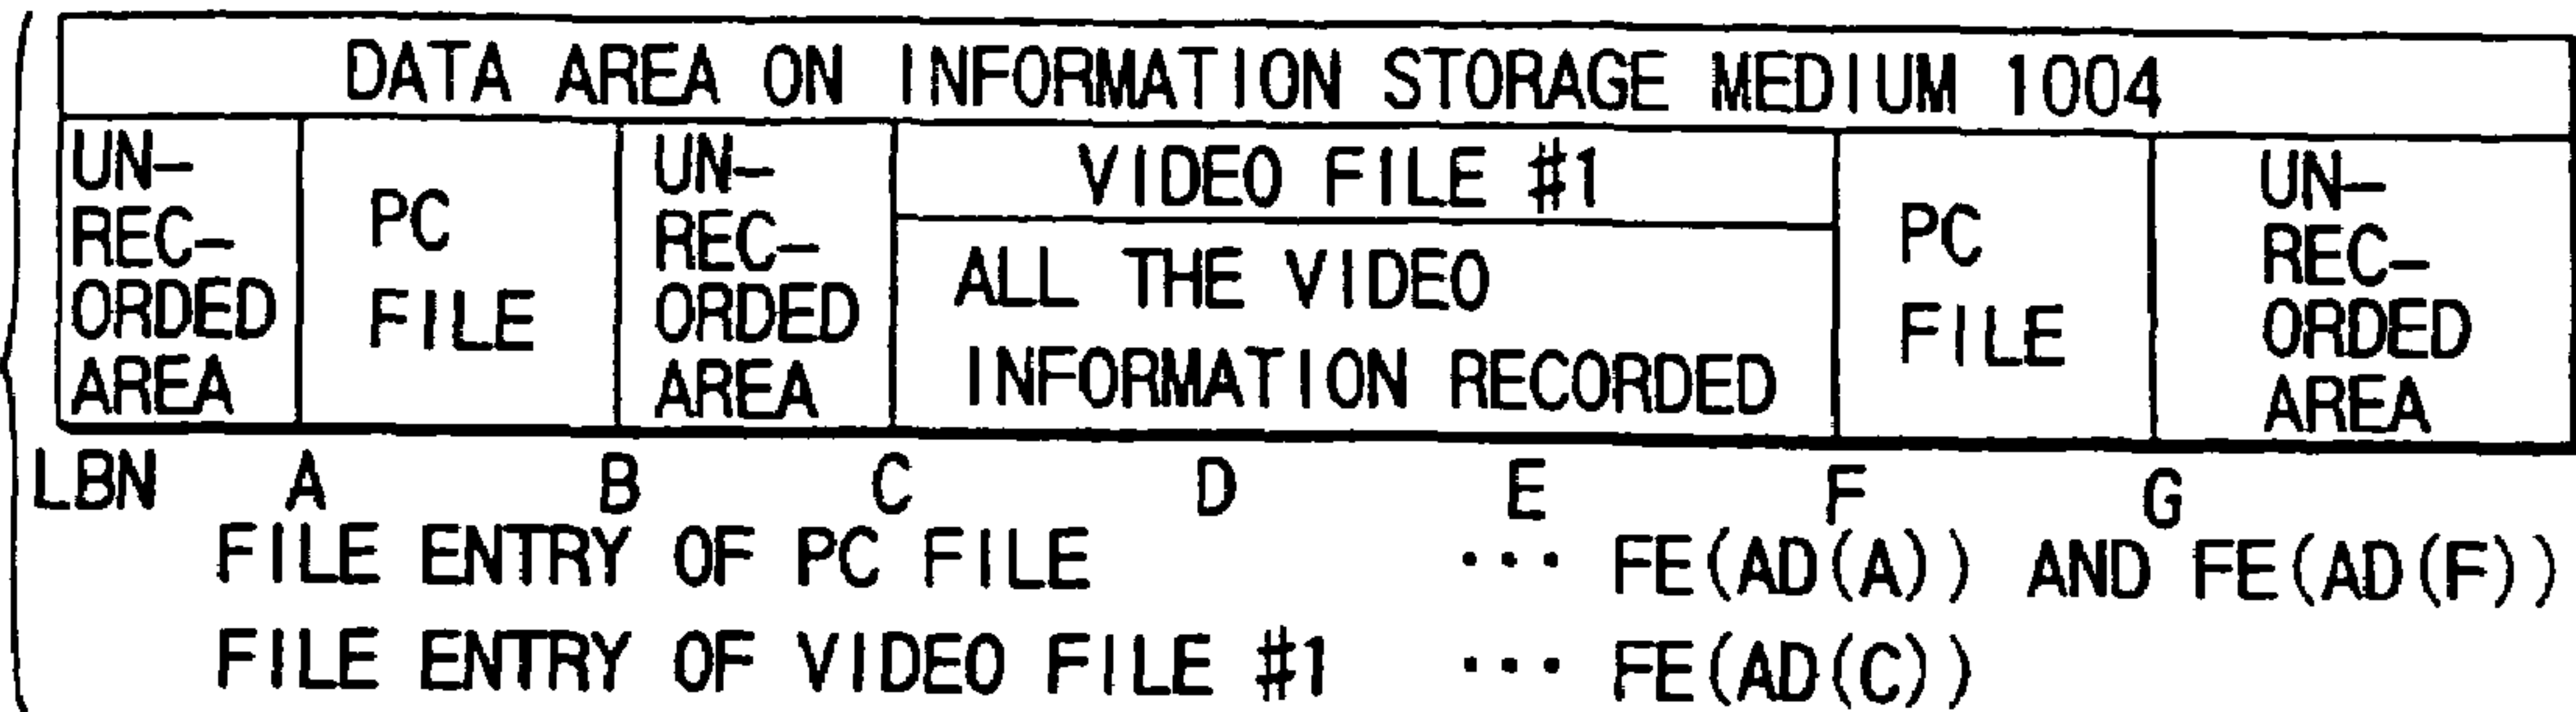 DATA AREA ON INFORMATION STORAGE MEDIUM 1004
UN-
REC-
ORDED
AREA
PC
FILE
UN-
REC-
ORDED
AREA
VIDEO FILE #1
ALL THE VIDEO
INFORMATION RECORDED
PC
FILE
UN-
REC-
ORDED
AREA
LBN A B C D E F G
FILE ENTRY OF PC FILE ··· FE(AD(A)) AND FE(AD(F))
FILE ENTRY OF VIDEO FILE #1 ··· FE(AD(C))